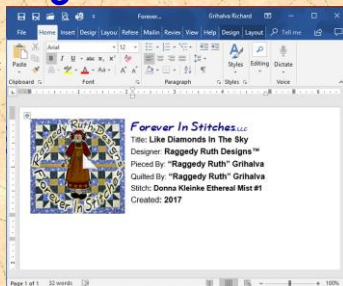 Forever... Grihalva Richard
File Home Insert Design Layou Refere Mailin Review View Help Design Layout Tell me
Arial 12
Paste Styles Editing Dictate
Clipboard Font Paragraph Styles Voice
Raggedy Ruth Designs
Forever In Stitches
Forever In Stitches LLC
Title: Like Diamonds In The Sky
Designer: Raggedy Ruth Designs™
Pieced By: "Raggedy Ruth" Grihalva
Quilted By: "Raggedy Ruth" Grihalva
Stitch: Donna Kleinke Ethereal Mist #1
Created: 2017
Page 1 of 1 32 words 100%